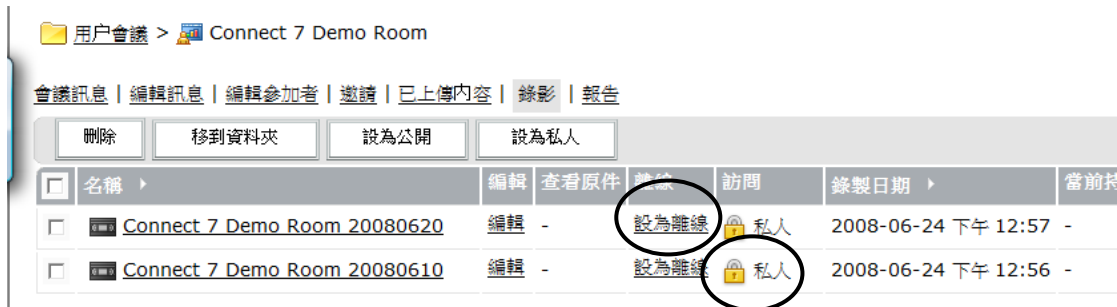 用户會議 > Connect 7 Demo Room
會議訊息 | 編輯訊息 | 編輯參加者 | 邀請 | 已上傳內容 | 錄影 | 報告
刪除 移到資料夾 設為公開 設為私人
名稱 編輯 查看原件 離線 訪問 錄製日期 當前持
Connect 7 Demo Room 20080620 編輯 - 設為離線 私人 2008-06-24 下午 12:57 -
Connect 7 Demo Room 20080610 編輯 - 設為離線 私人 2008-06-24 下午 12:56 -